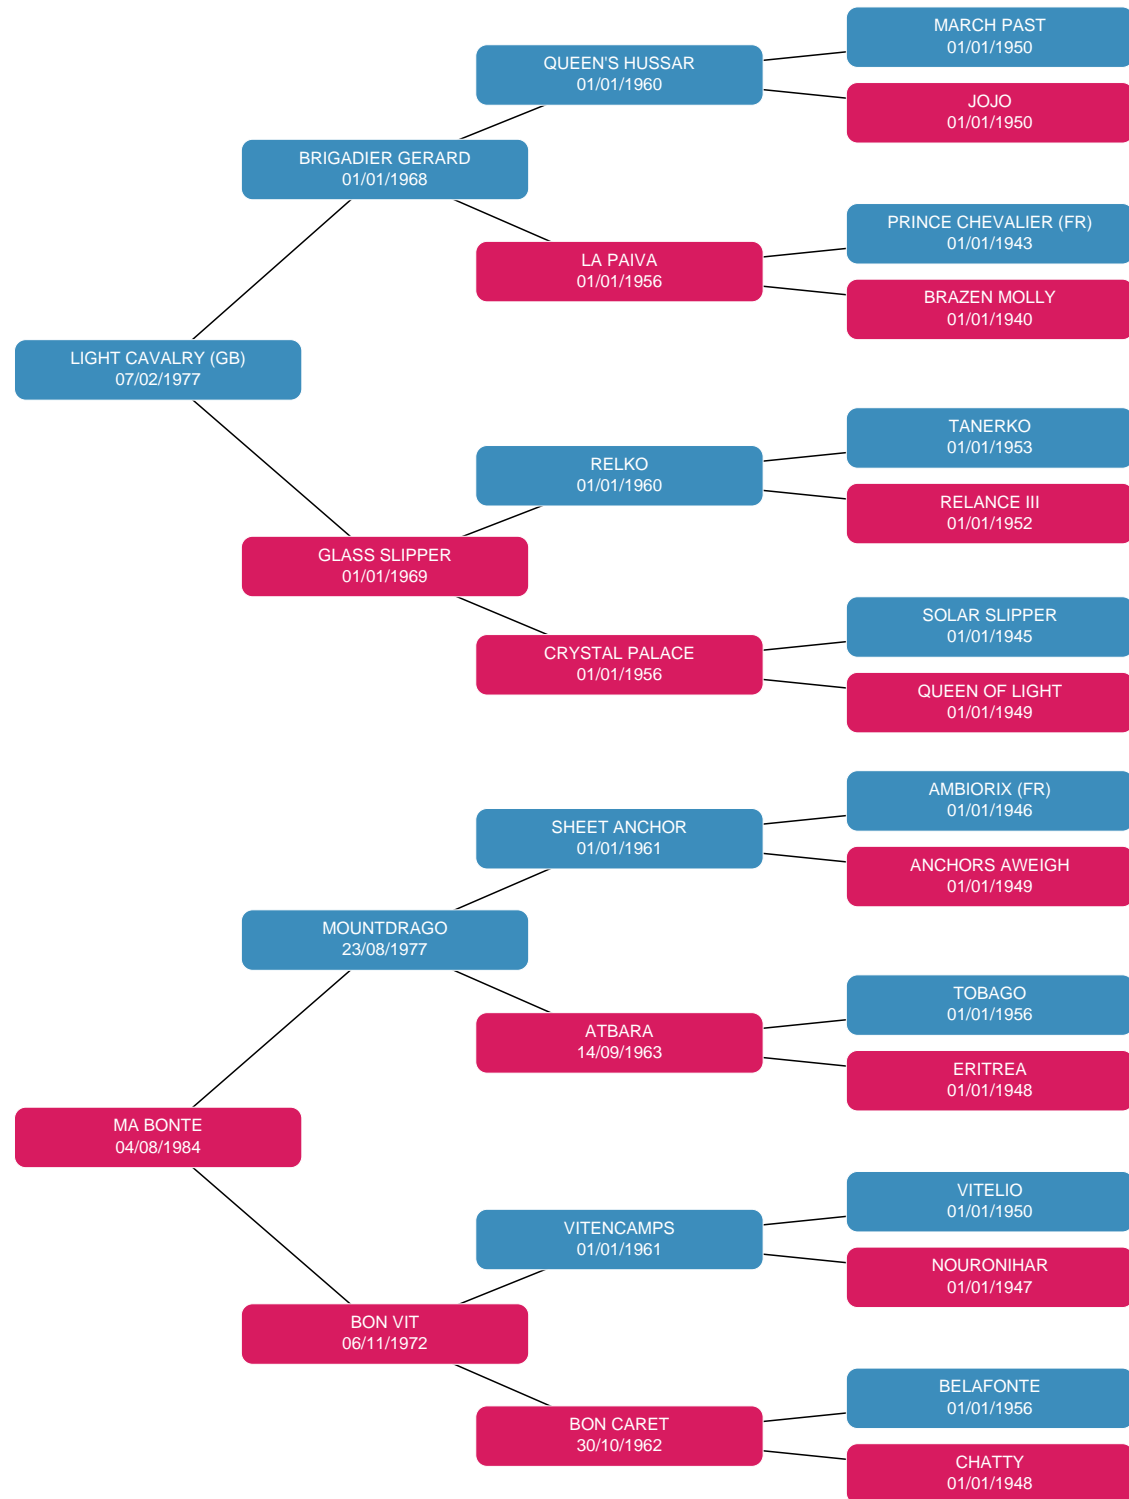 MARCH PAST
01/01/1950
QUEEN'S HUSSAR
01/01/1960
JOJO
01/01/1950
BRIGADIER GERARD
01/01/1968
PRINCE CHEVALIER (FR)
01/01/1943
LA PAIVA
01/01/1956
BRAZEN MOLLY
01/01/1940
LIGHT CAVALRY (GB)
07/02/1977
TANERKO
01/01/1953
RELKO
01/01/1960
RELANCE III
01/01/1952
GLASS SLIPPER
01/01/1969
SOLAR SLIPPER
01/01/1945
CRYSTAL PALACE
01/01/1956
QUEEN OF LIGHT
01/01/1949
AMBIORIX (FR)
01/01/1946
SHEET ANCHOR
01/01/1961
ANCHORS AWEIGH
01/01/1949
MOUNTDRAGO
23/08/1977
TOBAGO
01/01/1956
ATBARA
14/09/1963
ERITREA
01/01/1948
MA BONTE
04/08/1984
VITELIO
01/01/1950
VITENCAMPS
01/01/1961
NOURONIHAR
01/01/1947
BON VIT
06/11/1972
BELAFONTE
01/01/1956
BON CARET
30/10/1962
CHATTY
01/01/1948